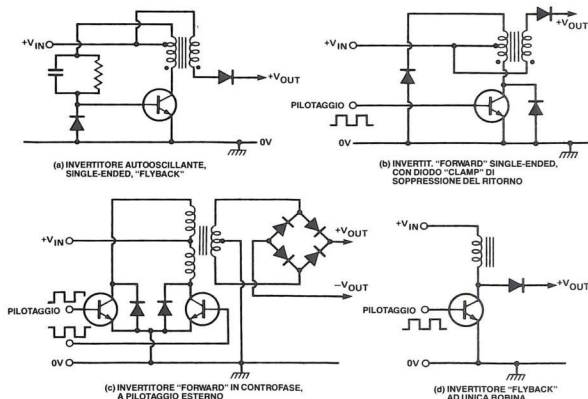 +VIN
+VOUT
0V
(a) INVERTITORE AUTOOSCILLANTE,
SINGLE-ENDED, "FLYBACK"
+VIN
+VOUT
PILOTAGGIO
0V
(b) INVERTIT. "FORWARD" SINGLE-ENDED,
CON DIODO "CLAMP" DI
SOPPRESSIONE DEL RITORNO
+VIN
+VOUT
−VOUT
PILOTAGGIO
0V
(c) INVERTITORE "FORWARD" IN CONTROFASE,
A PILOTAGGIO ESTERNO
+VIN
+VOUT
PILOTAGGIO
0V
(d) INVERTITORE "FLYBACK"
AD UNICA BOBINA